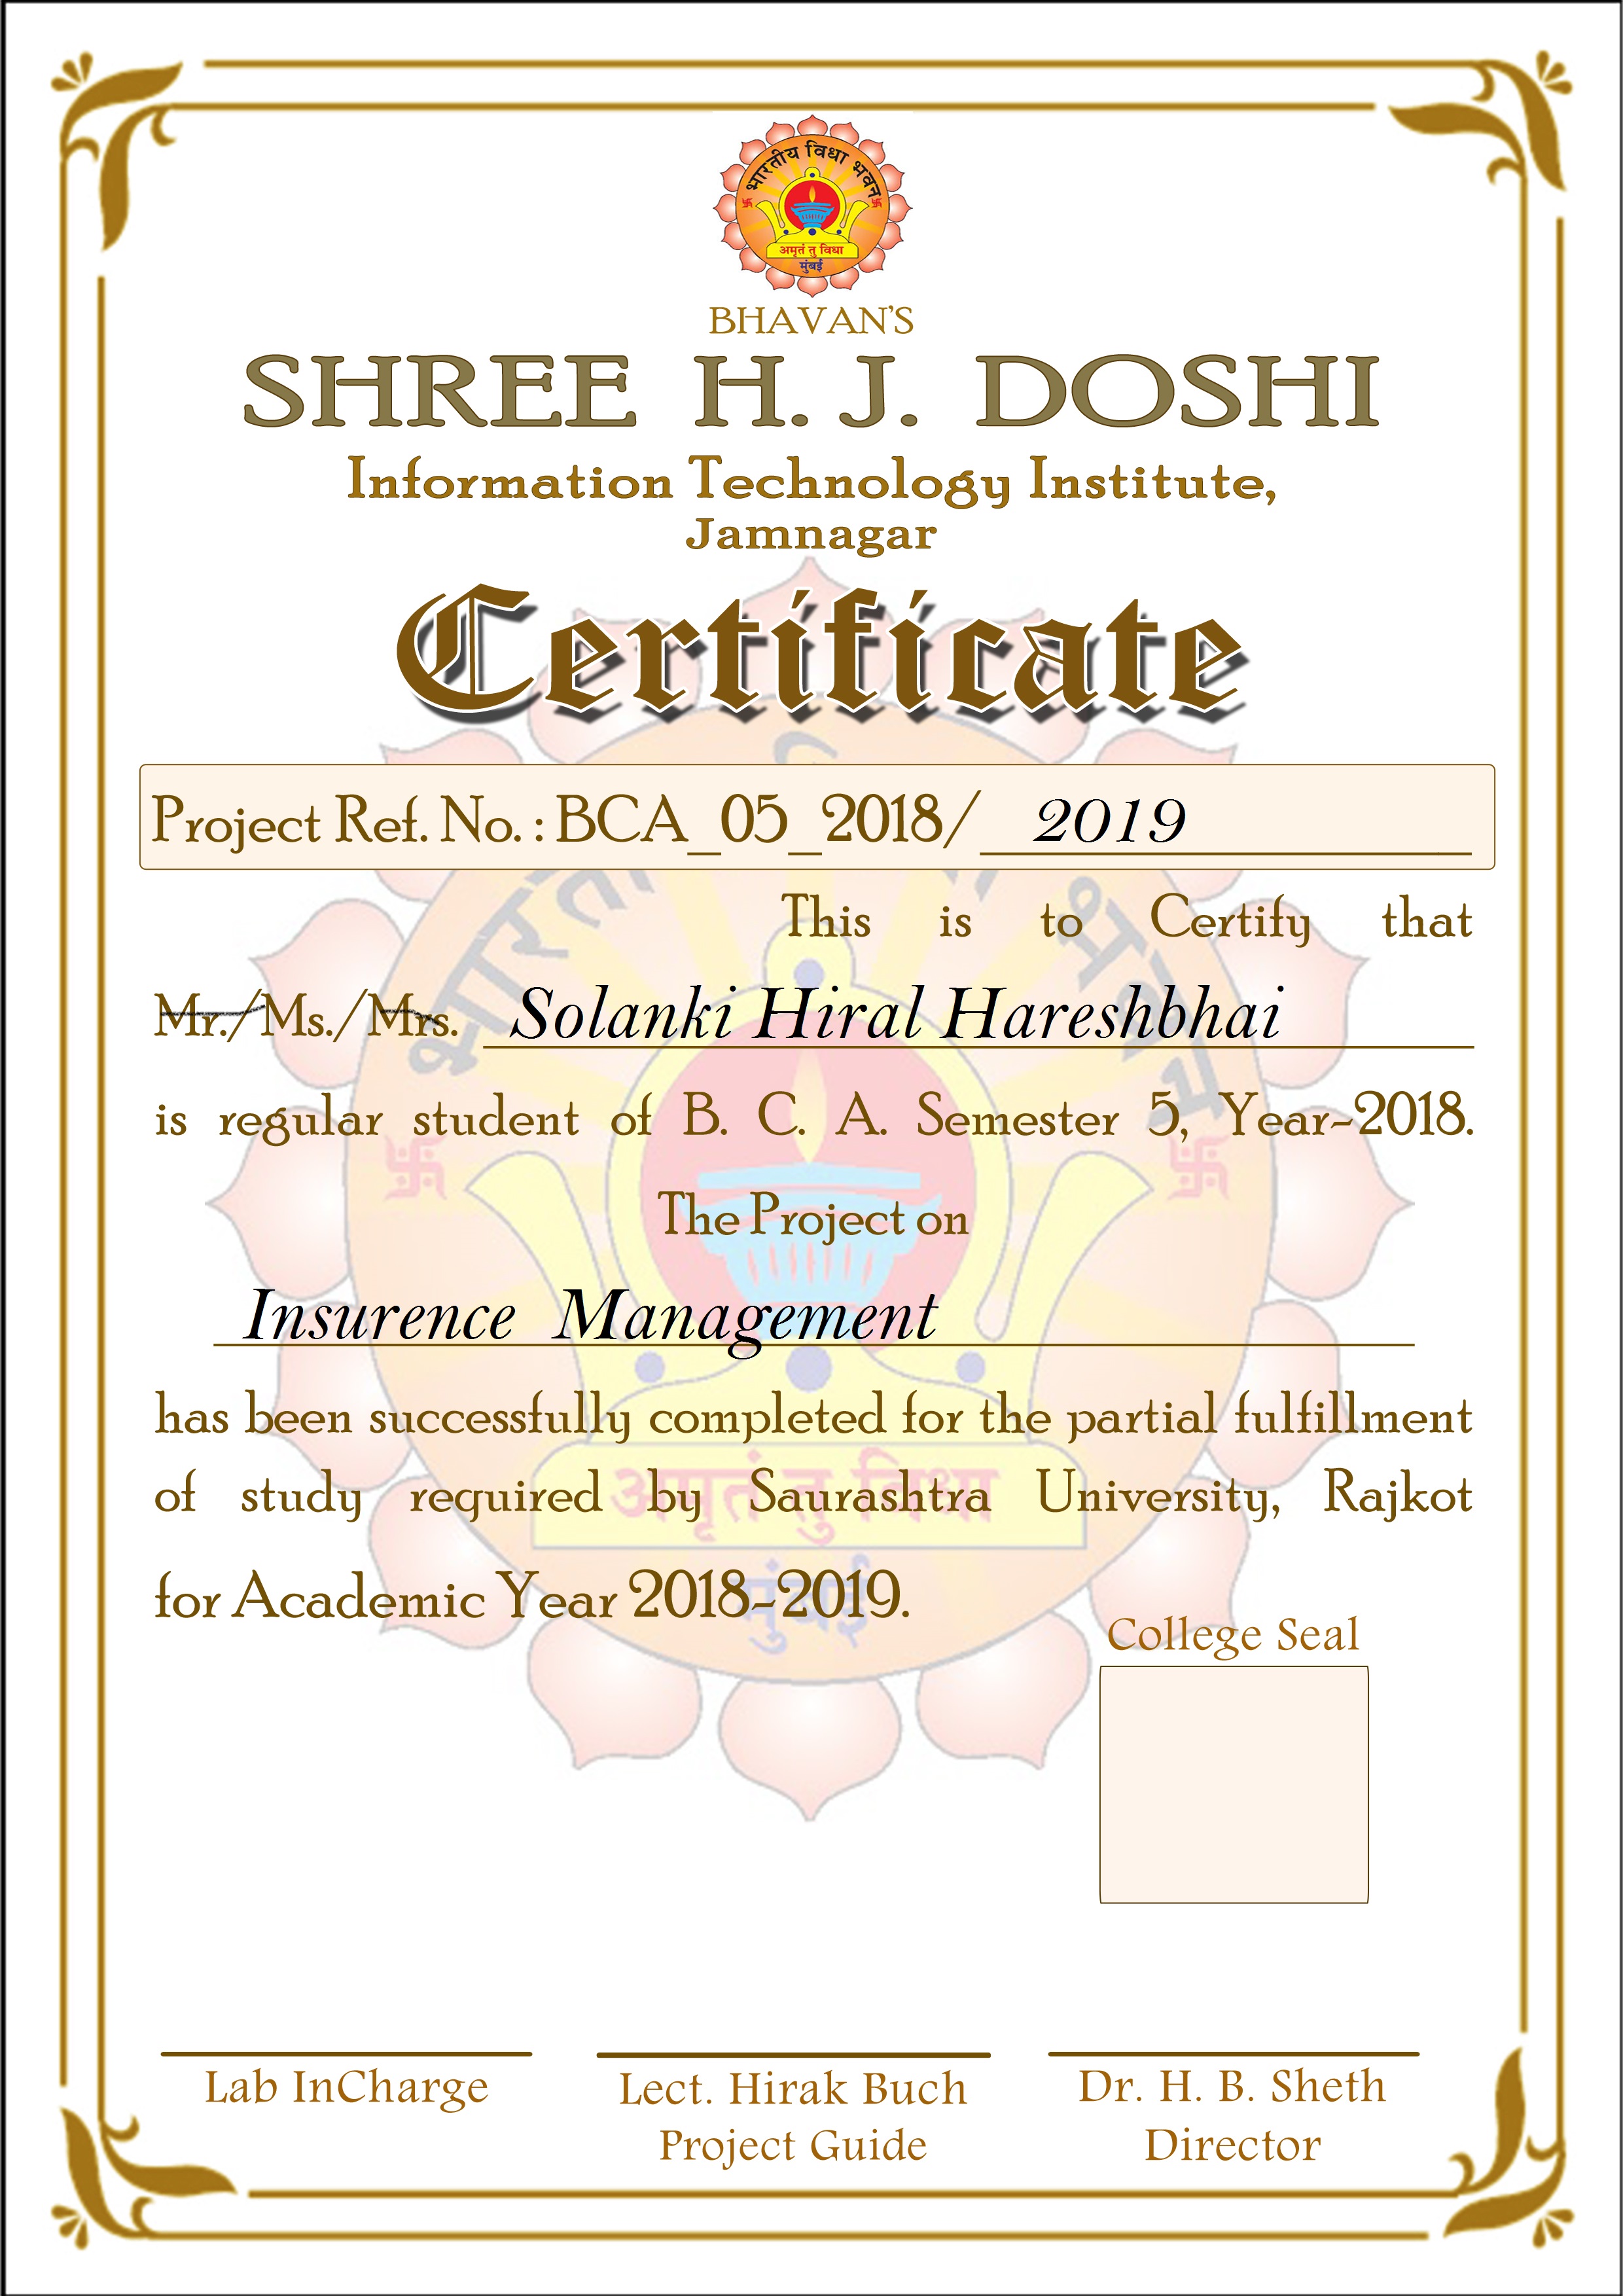 भारतीय विधा भवन
अमृतं तु विधा
मुंबई
BHAVAN'S
SHREE H. J. DOSHI
Information Technology Institute,
Jamnagar
Certificate
Project Ref. No. : BCA_05_2018/ 2019
This is to Certify that
Mr./Ms./Mrs. Solanki Hiral Hareshbhai
is regular student of B. C. A. Semester 5, Year-2018.
The Project on
Insurence Management
has been successfully completed for the partial fulfillment
of study required by Saurashtra University, Rajkot
for Academic Year 2018-2019.
College Seal
Lab InCharge
Lect. Hirak Buch
Project Guide
Dr. H. B. Sheth
Director